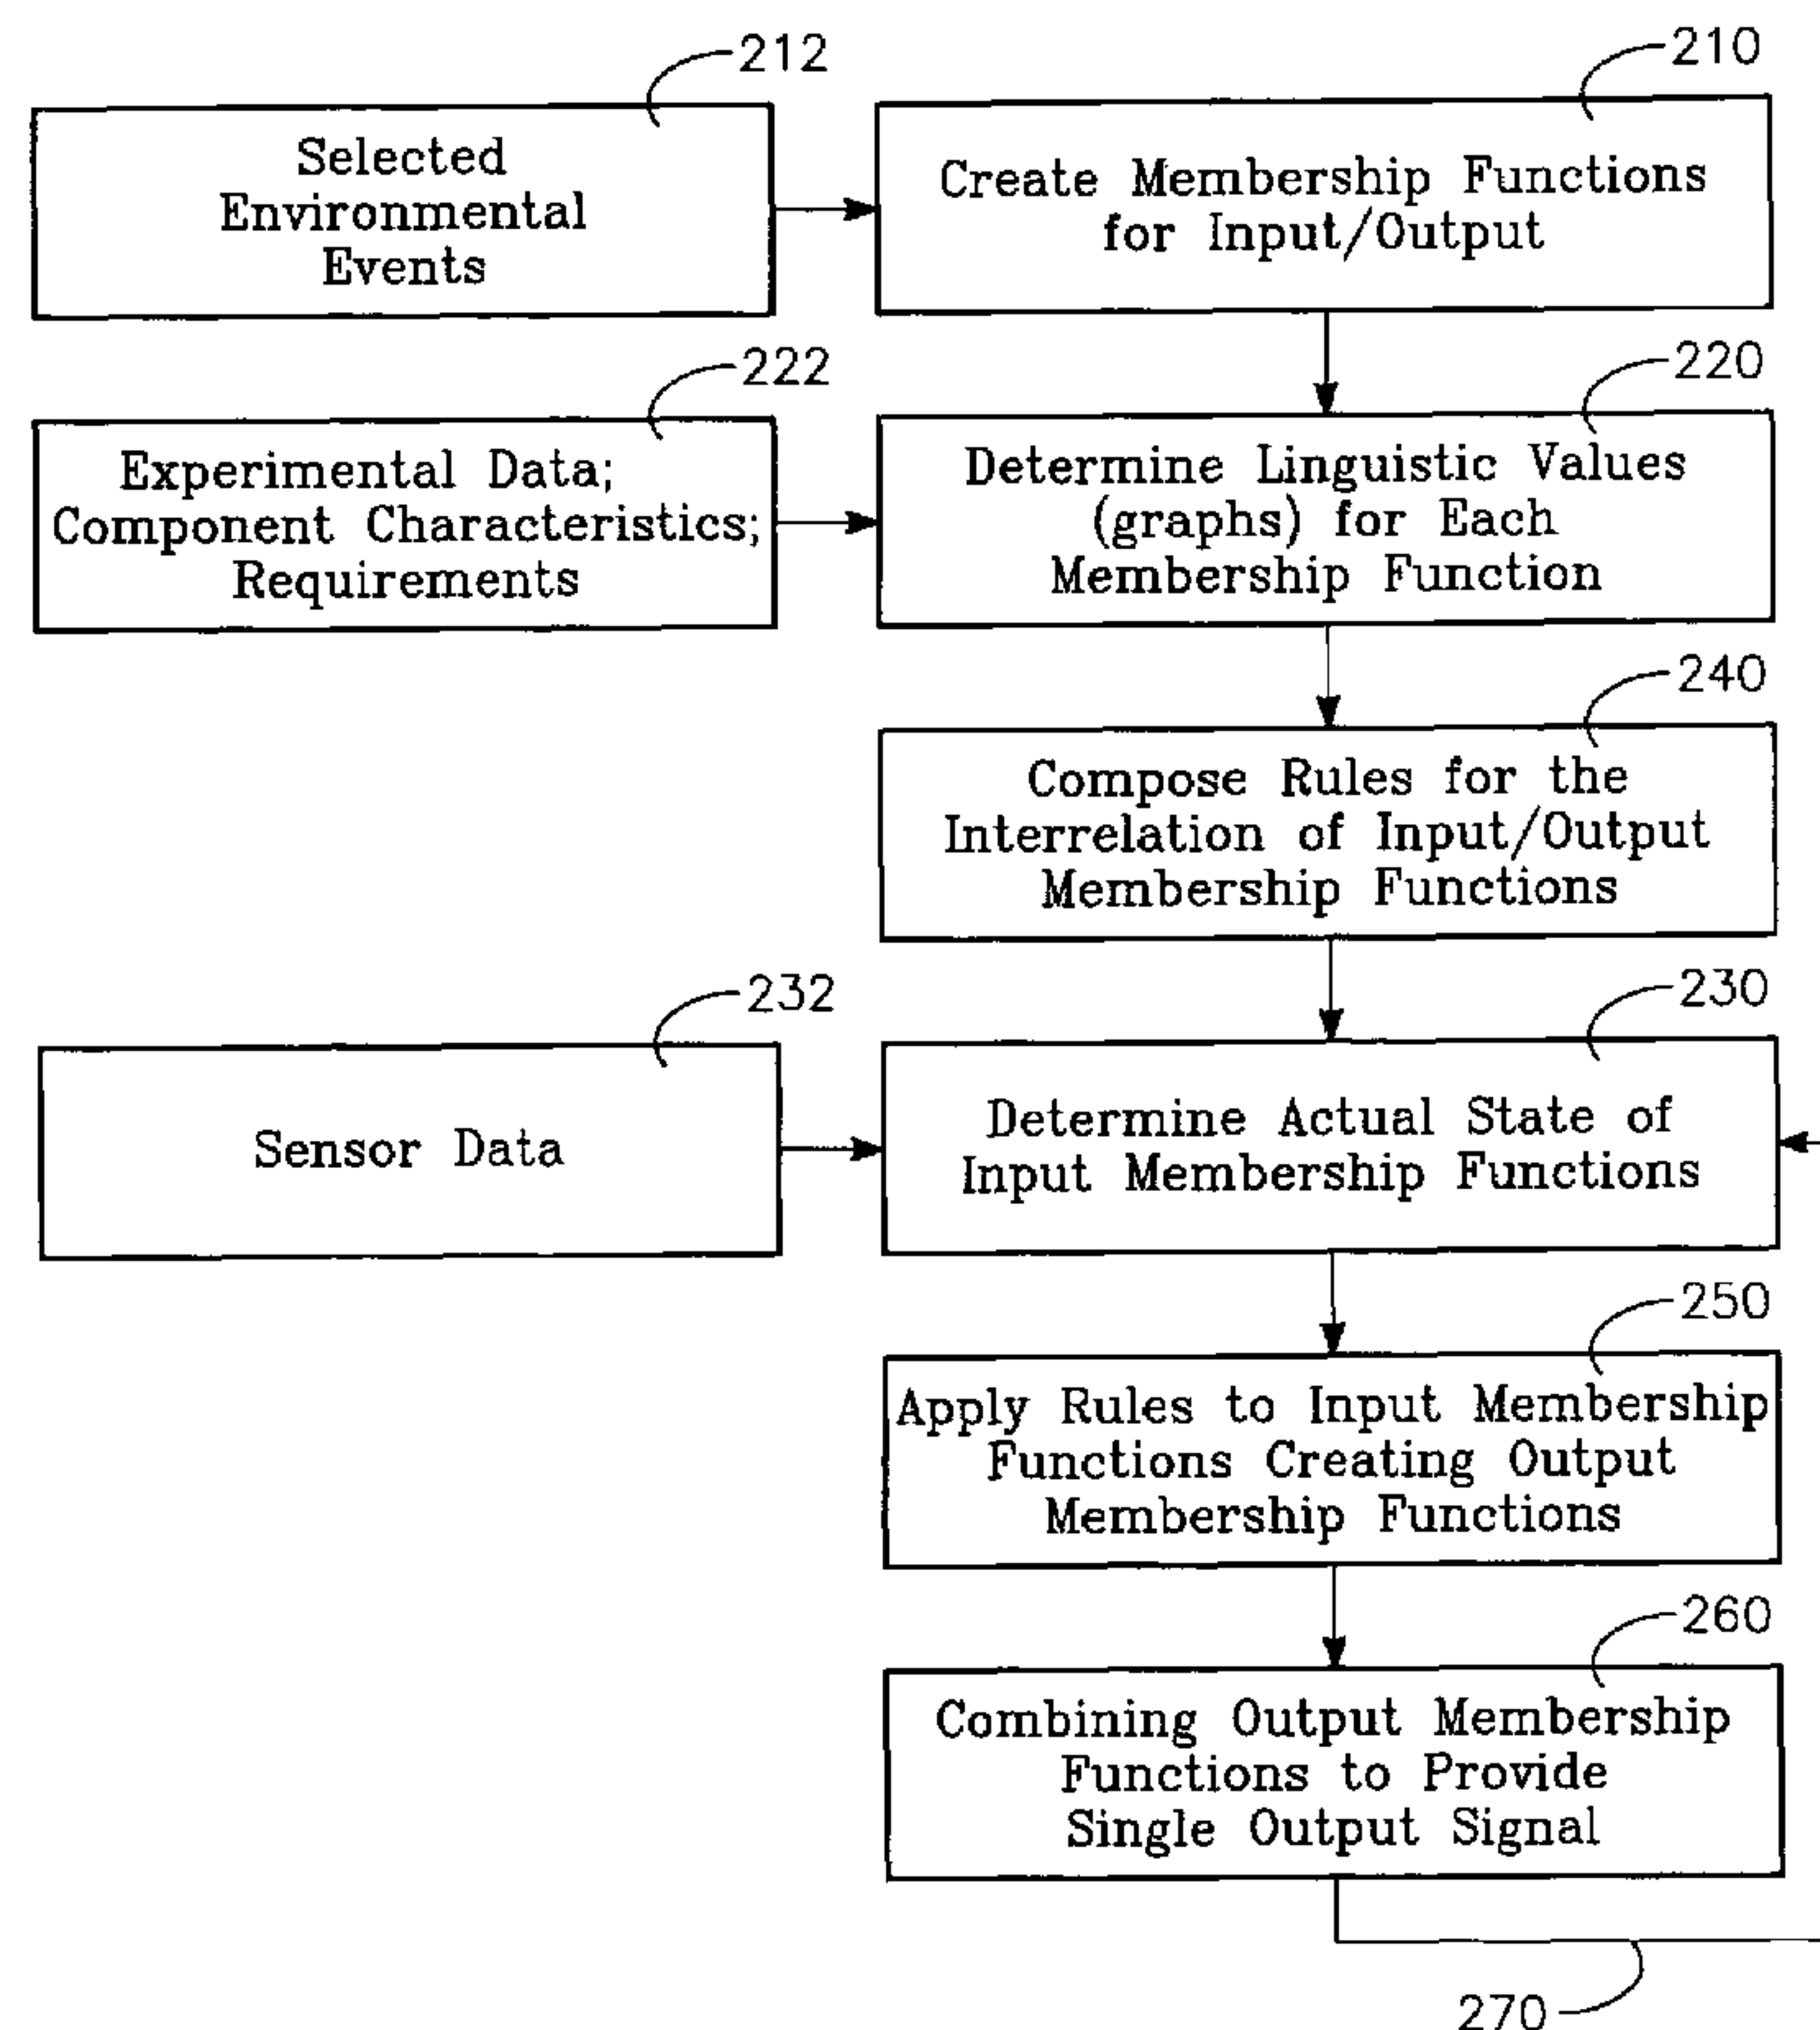 212
210
Selected
Environmental
Events
Create Membership Functions
for Input/Output
222
220
Experimental Data;
Component Characteristics;
Requirements
Determine Linguistic Values
(graphs) for Each
Membership Function
240
Compose Rules for the
Interrelation of Input/Output
Membership Functions
232
230
Sensor Data
Determine Actual State of
Input Membership Functions
250
Apply Rules to Input Membership
Functions Creating Output
Membership Functions
260
Combining Output Membership
Functions to Provide
Single Output Signal
270